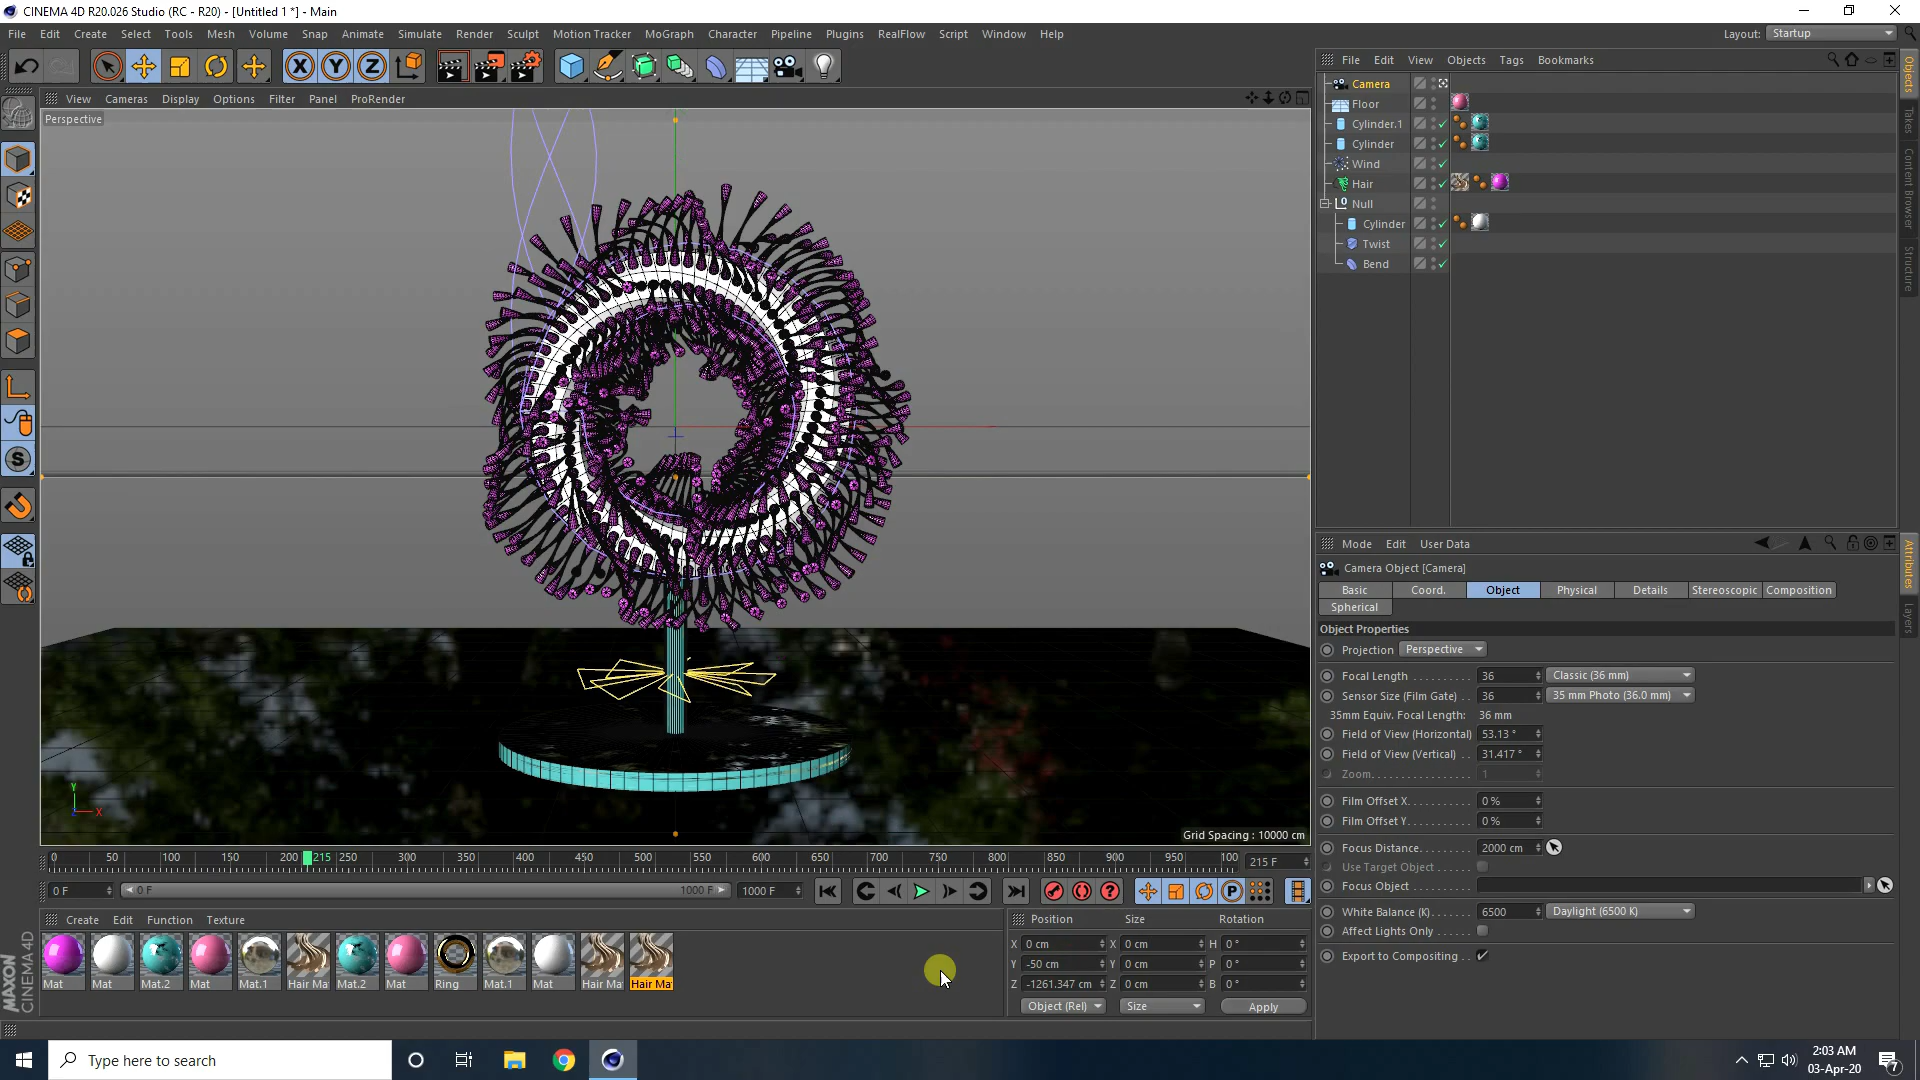 CINEMA 4D R20.026 Studio (RC - R20) - [Untitled 1 *] - Main
File Edit Create Select Tools Mesh Volume Snap Animate Simulate Render Sculpt Motion Tracker MoGraph Character Pipeline Plugins RealFlow Script Window Help
Layout: Startup
View Cameras Display Options Filter Panel ProRender
Perspective
File Edit View Objects Tags Bookmarks
Camera
Floor
Cylinder.1
Cylinder
Wind
Hair
Null
Cylinder
Twist
Bend
Objects
Takes
Content Browser
Structure
Mode Edit User Data
Camera Object [Camera]
Basic Coord. Object Physical Details Stereoscopic Composition
Spherical
Object Properties
Projection Perspective
Focal Length 36 Classic (36 mm)
Sensor Size (Film Gate) 36 35 mm Photo (36.0 mm)
35mm Equiv. Focal Length: 36 mm
Field of View (Horizontal) 53.13 °
Field of View (Vertical) 31.417 °
Zoom 1
Film Offset X 0 %
Film Offset Y 0 %
Focus Distance 2000 cm
Use Target Object
Focus Object
White Balance (K) 6500 Daylight (6500 K)
Affect Lights Only
Export to Compositing
Attributes
Layers
Y
X
Z
Grid Spacing : 10000 cm
0 50 100 150 200 215 250 300 350 400 450 500 550 600 650 700 750 800 850 900 950 100
215 F
0 F 0 F 1000 F 1000 F
Create Edit Function Texture
Mat Mat Mat.2 Mat Mat.1 Hair Ma Mat.2 Mat Ring Mat.1 Mat Hair Ma Hair Ma
Position Size Rotation
X 0 cm X 0 cm H 0 °
Y -50 cm Y 0 cm P 0 °
Z -1261.347 cm Z 0 cm B 0 °
Object (Rel) Size Apply
MAXON
CINEMA 4D
Type here to search
2:03 AM
03-Apr-20
7